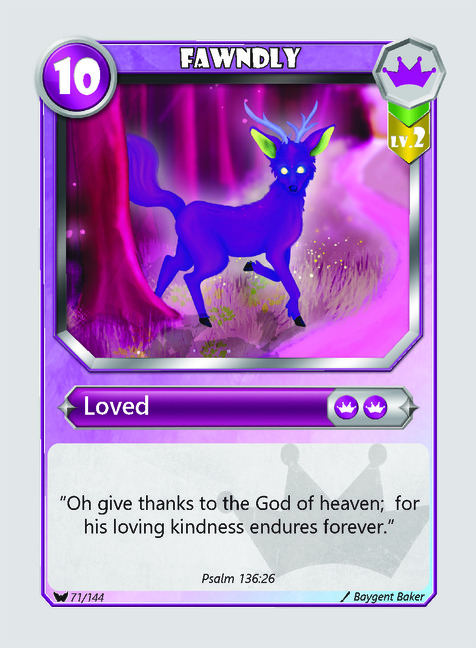 10
FAWNDLY
LV.2
Loved
"Oh give thanks to the God of heaven;  for
his loving kindness endures forever."
Psalm 136:26
71/144
Baygent Baker